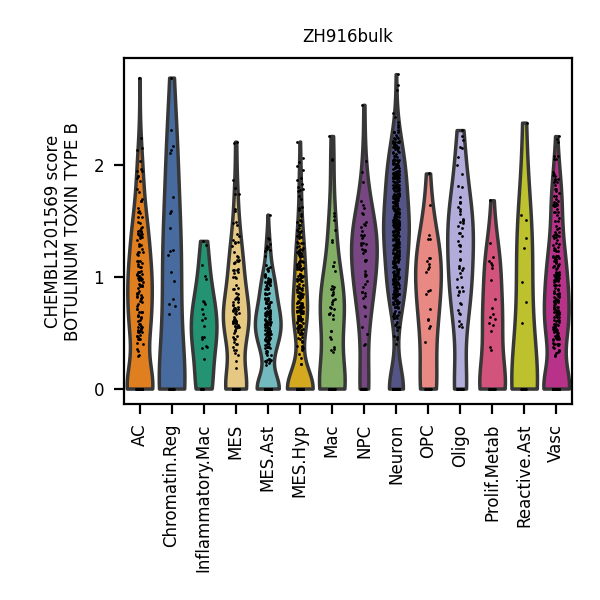 ZH916bulk
CHEMBL1201569 score
BOTULINUM TOXIN TYPE B
2
1
0
AC
Chromatin.Reg
Inflammatory.Mac
MES
MES.Ast
MES.Hyp
Mac
NPC
Neuron
OPC
Oligo
Prolif.Metab
Reactive.Ast
Vasc